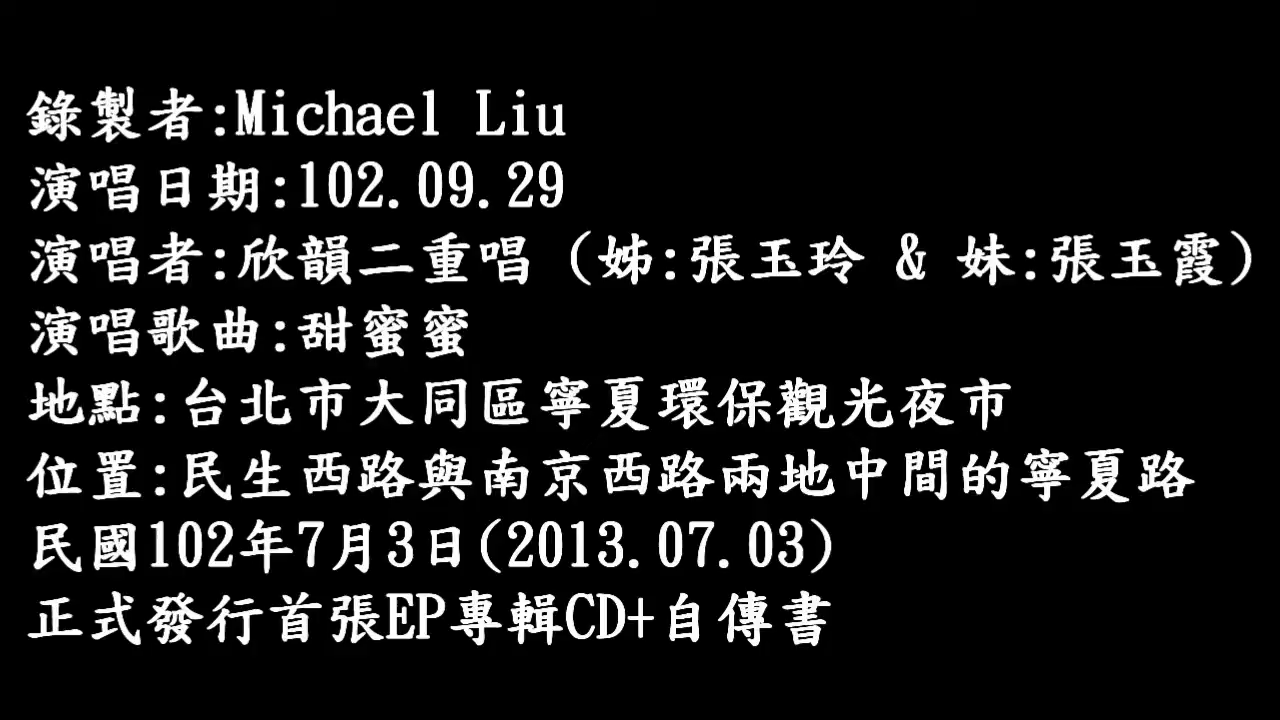 錄製者:Michael Liu
演唱日期:102.09.29
演唱者:欣韻二重唱 (姊:張玉玲 & 妹:張玉霞)
演唱歌曲:甜蜜蜜
地點:台北市大同區寧夏環保觀光夜市
位置:民生西路與南京西路兩地中間的寧夏路
民國102年7月3日(2013.07.03)
正式發行首張EP專輯CD+自傳書